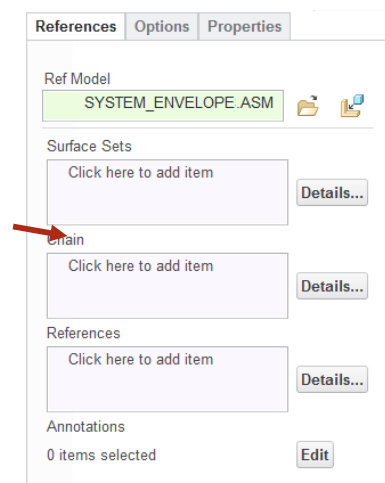 References Options Properties
Ref Model
SYSTEM_ENVELOPE.ASM
Surface Sets
Click here to add item
Details...
Chain
Click here to add item
Details...
References
Click here to add item
Details...
Annotations
0 items selected Edit